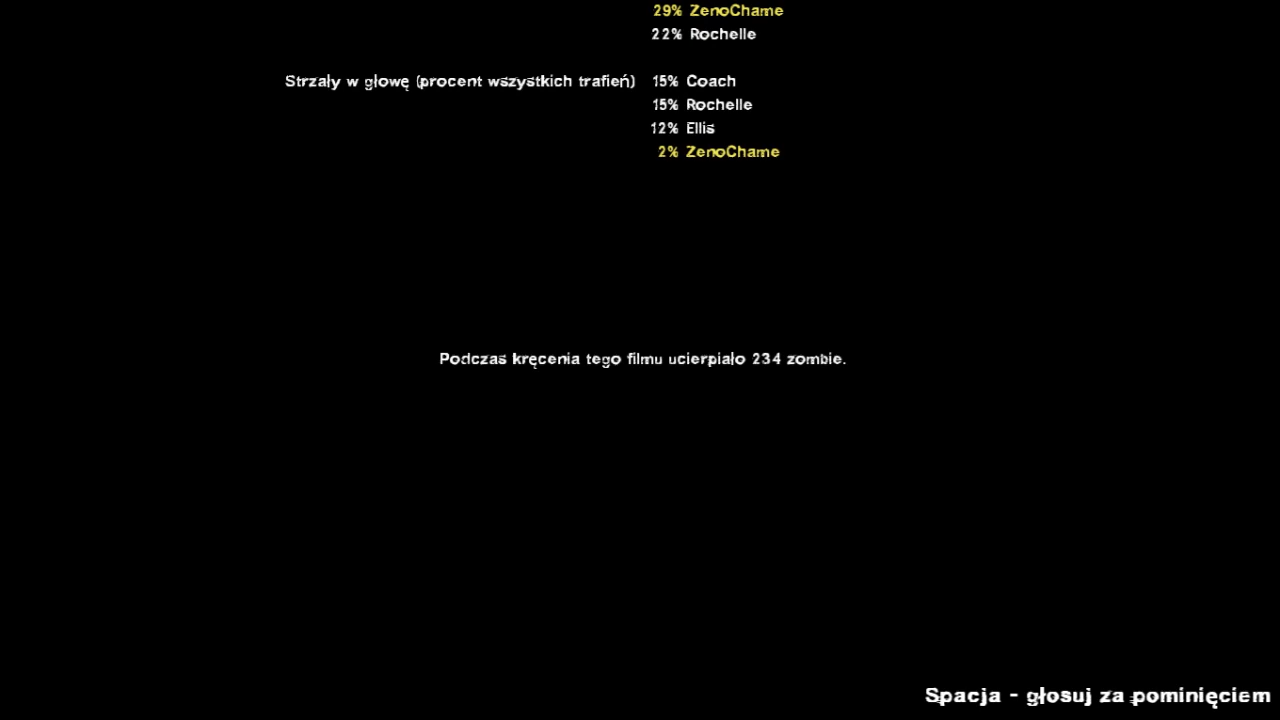 29% ZenoChame
22% Rochelle
Strzały w głowę (procent wszystkich trafień) 15% Coach
15% Rochelle
12% Ellis
2% ZenoChame
Podczas kręcenia tego filmu ucierpiało 234 zombie.
Spacja - głosuj za pominięciem